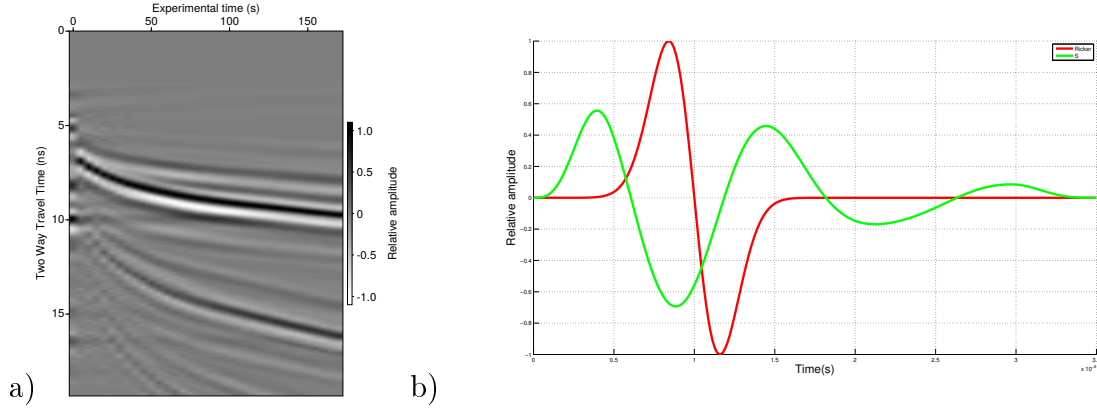 Experimental time (s)
0 50 100 150
Two Way Travel Time (ns)
0
5
10
15
1.0
0.5
0
-0.5
-1.0
Relative amplitude
a)
Relative amplitude
1
0.8
0.6
0.4
0.2
0
-0.2
-0.4
-0.6
-0.8
-1
0 0.5 1 1.5 2 2.5 3 3.
Time(s)
Ricker
S
b)